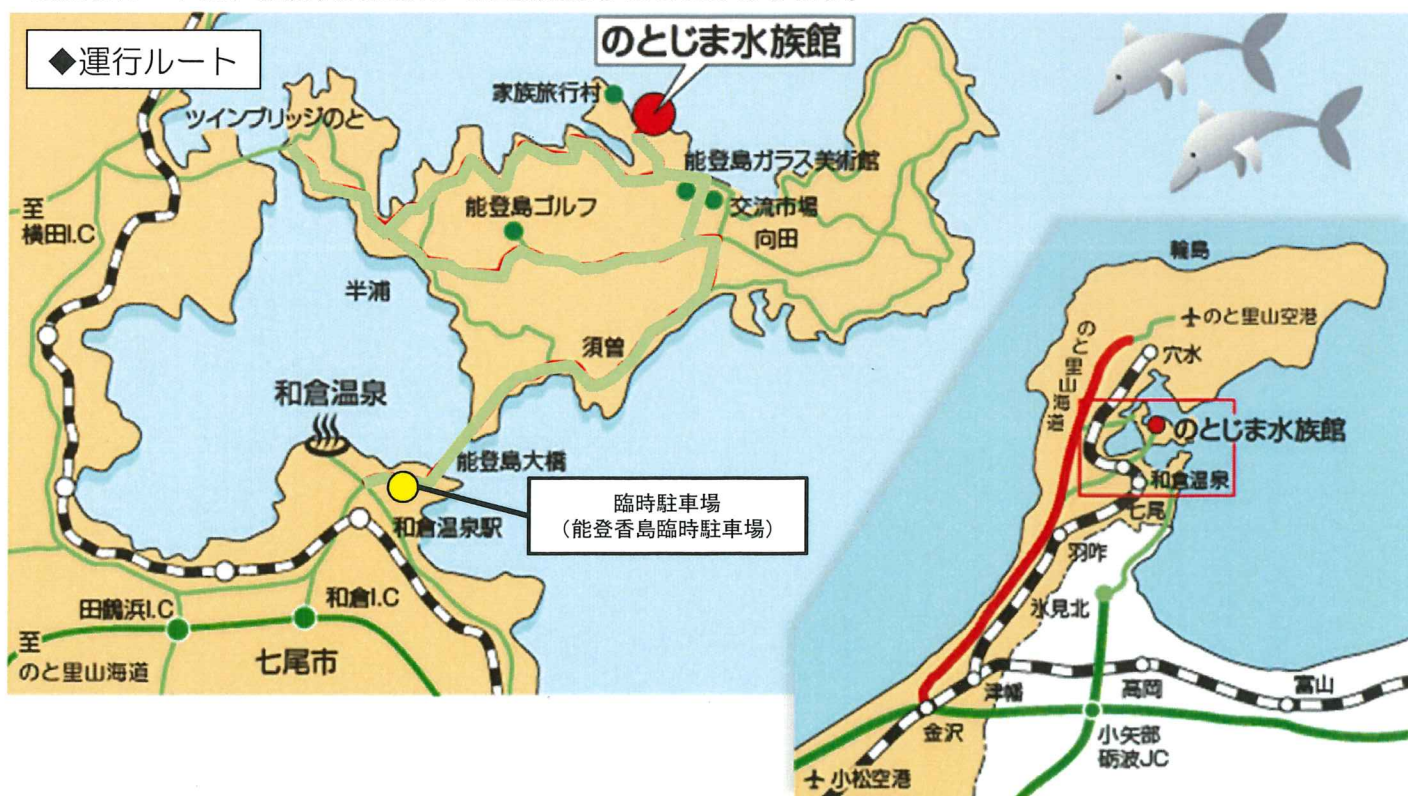 ◆運行ルート
のとじま水族館
家族旅行村
ツインブリッジのと
能登島ガラス美術館
能登島ゴルフ
交流市場
向田
至
横田I.C
半浦
須曽
和倉温泉
能登島大橋
臨時駐車場
(能登香島臨時駐車場)
和倉温泉駅
田鶴浜I.C
和倉I.C
至
のと里山海道
七尾市
輪島
のと里山空港
穴水
のと里山海道
のとじま水族館
和倉温泉
七尾
羽咋
氷見北
津幡
高岡
富山
金沢
小矢部
砺波JC
小松空港